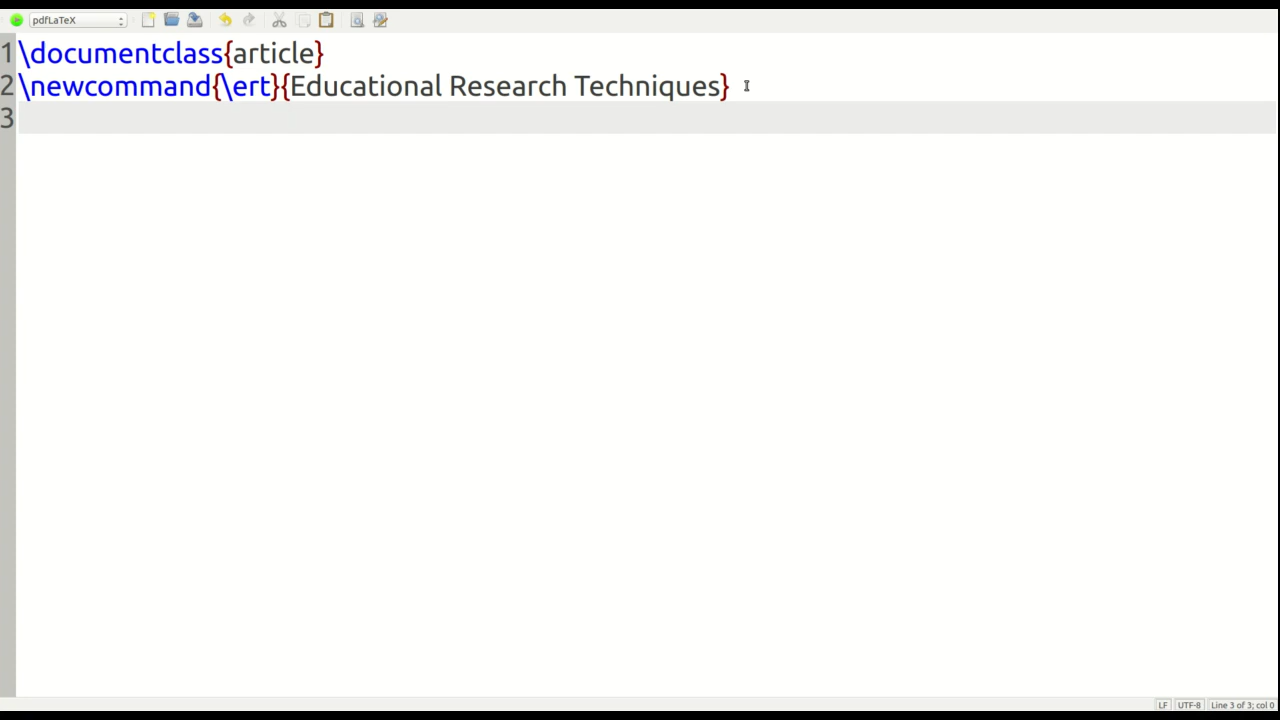 pdfLaTeX
1 \documentclass{article}
2 \newcommand{\ert}{Educational Research Techniques}
3
LF UTF-8 Line 3 of 3; col 0